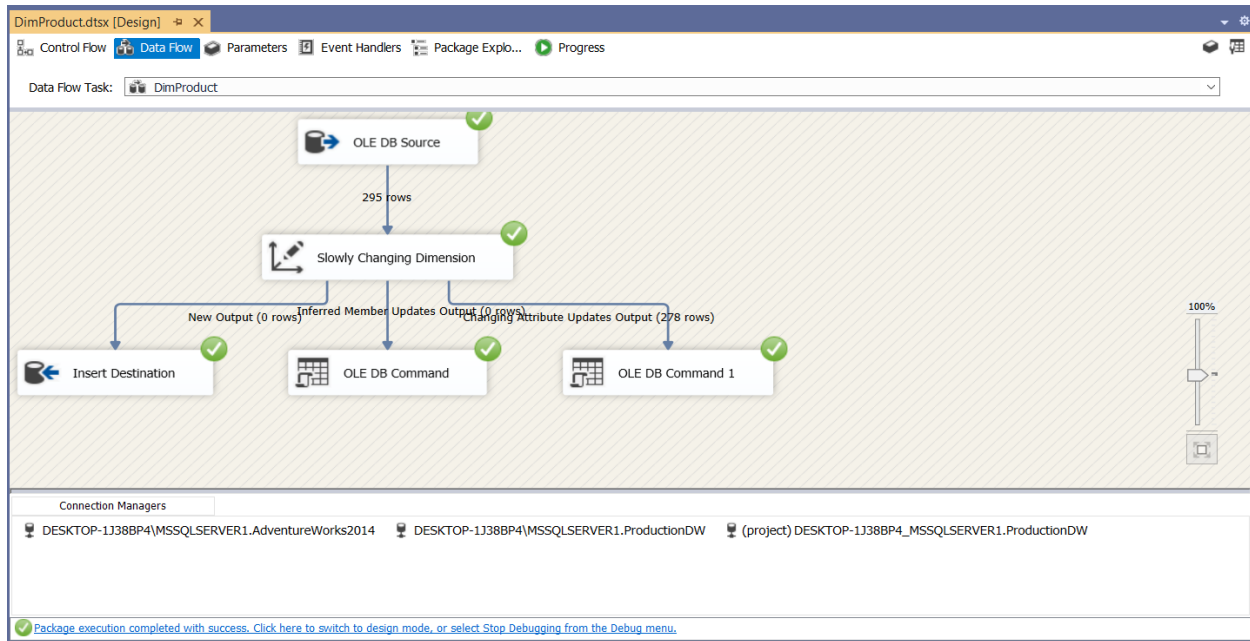 DimProduct.dtsx [Design]
Control Flow Data Flow Parameters Event Handlers Package Explo... Progress
Data Flow Task: DimProduct
OLE DB Source
295 rows
Slowly Changing Dimension
New Output (0 rows)
Inferred Member Updates Output (0 rows)
Changing Attribute Updates Output (278 rows)
100%
Insert Destination
OLE DB Command
OLE DB Command 1
Connection Managers
DESKTOP-1J38BP4\MSSQLSERVER1.AdventureWorks2014 DESKTOP-1J38BP4\MSSQLSERVER1.ProductionDW (project) DESKTOP-1J38BP4_MSSQLSERVER1.ProductionDW
Package execution completed with success. Click here to switch to design mode, or select Stop Debugging from the Debug menu.